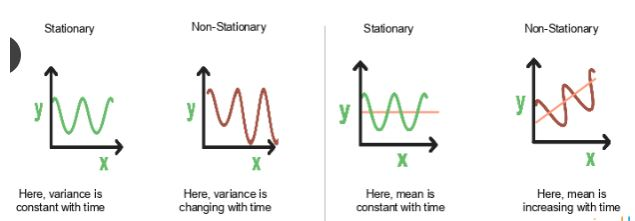 Stationary
y
x
Here, variance is
constant with time
Non-Stationary
y
x
Here, variance is
changing with time
Stationary
y
x
Here, mean is
constant with time
Non-Stationary
y
x
Here, mean is
increasing with time